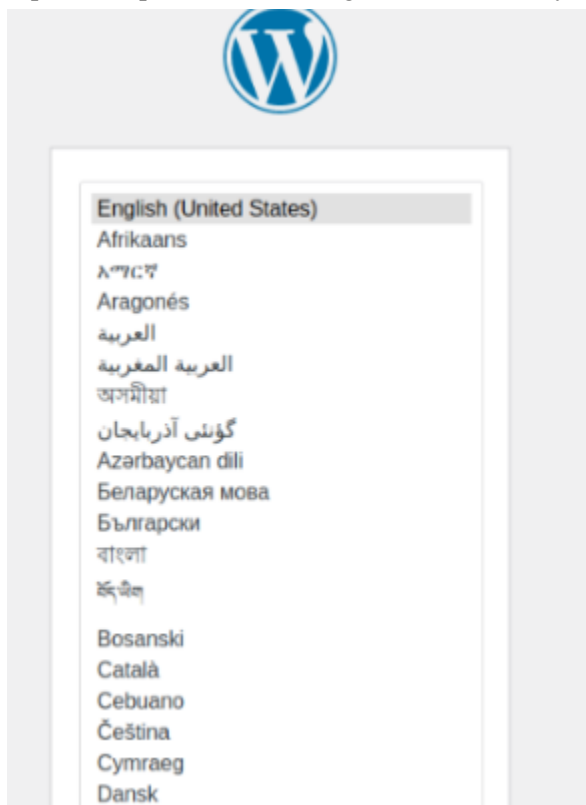 English (United States)
Afrikaans
አማርኛ
Aragonés
العربية
العربية المغربية
অসমীয়া
گؤنئی آذربایجان
Azərbaycan dili
Беларуская мова
Български
বাংলা
བོད་ཡིག
Bosanski
Català
Cebuano
Čeština
Cymraeg
Dansk